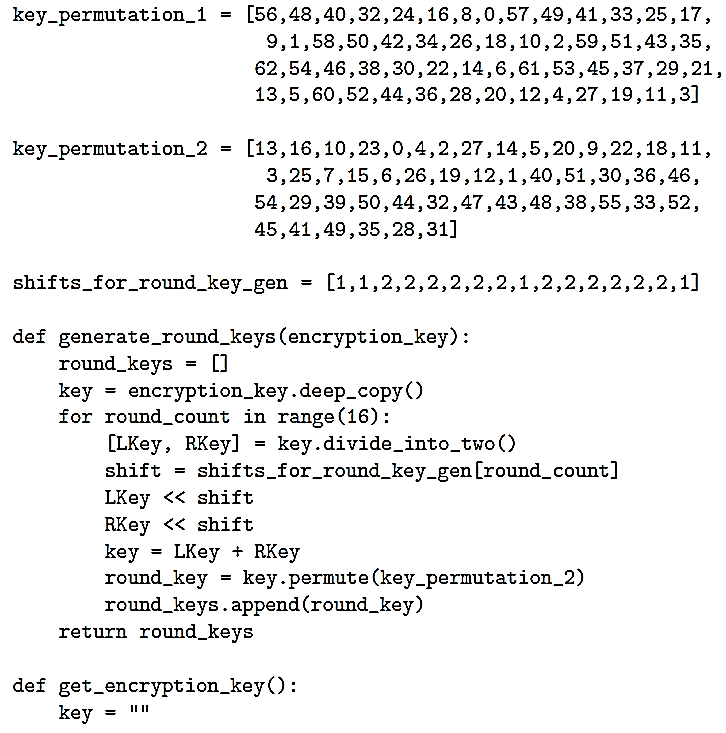 key_permutation_1 = [56,48,40,32,24,16,8,0,57,49,41,33,25,17,
9,1,58,50,42,34,26,18,10,2,59,51,43,35,
62,54,46,38,30,22,14,6,61,53,45,37,29,21,
13,5,60,52,44,36,28,20,12,4,27,19,11,3]
key_permutation_2 = [13,16,10,23,0,4,2,27,14,5,20,9,22,18,11,
3,25,7,15,6,26,19,12,1,40,51,30,36,46,
54,29,39,50,44,32,47,43,48,38,55,33,52,
45,41,49,35,28,31]
shifts_for_round_key_gen = [1,1,2,2,2,2,2,2,1,2,2,2,2,2,2,1]
def generate_round_keys(encryption_key):
round_keys = []
key = encryption_key.deep_copy()
for round_count in range(16):
[LKey, RKey] = key.divide_into_two()
shift = shifts_for_round_key_gen[round_count]
LKey << shift
RKey << shift
key = LKey + RKey
round_key = key.permute(key_permutation_2)
round_keys.append(round_key)
return round_keys
def get_encryption_key():
key = ""